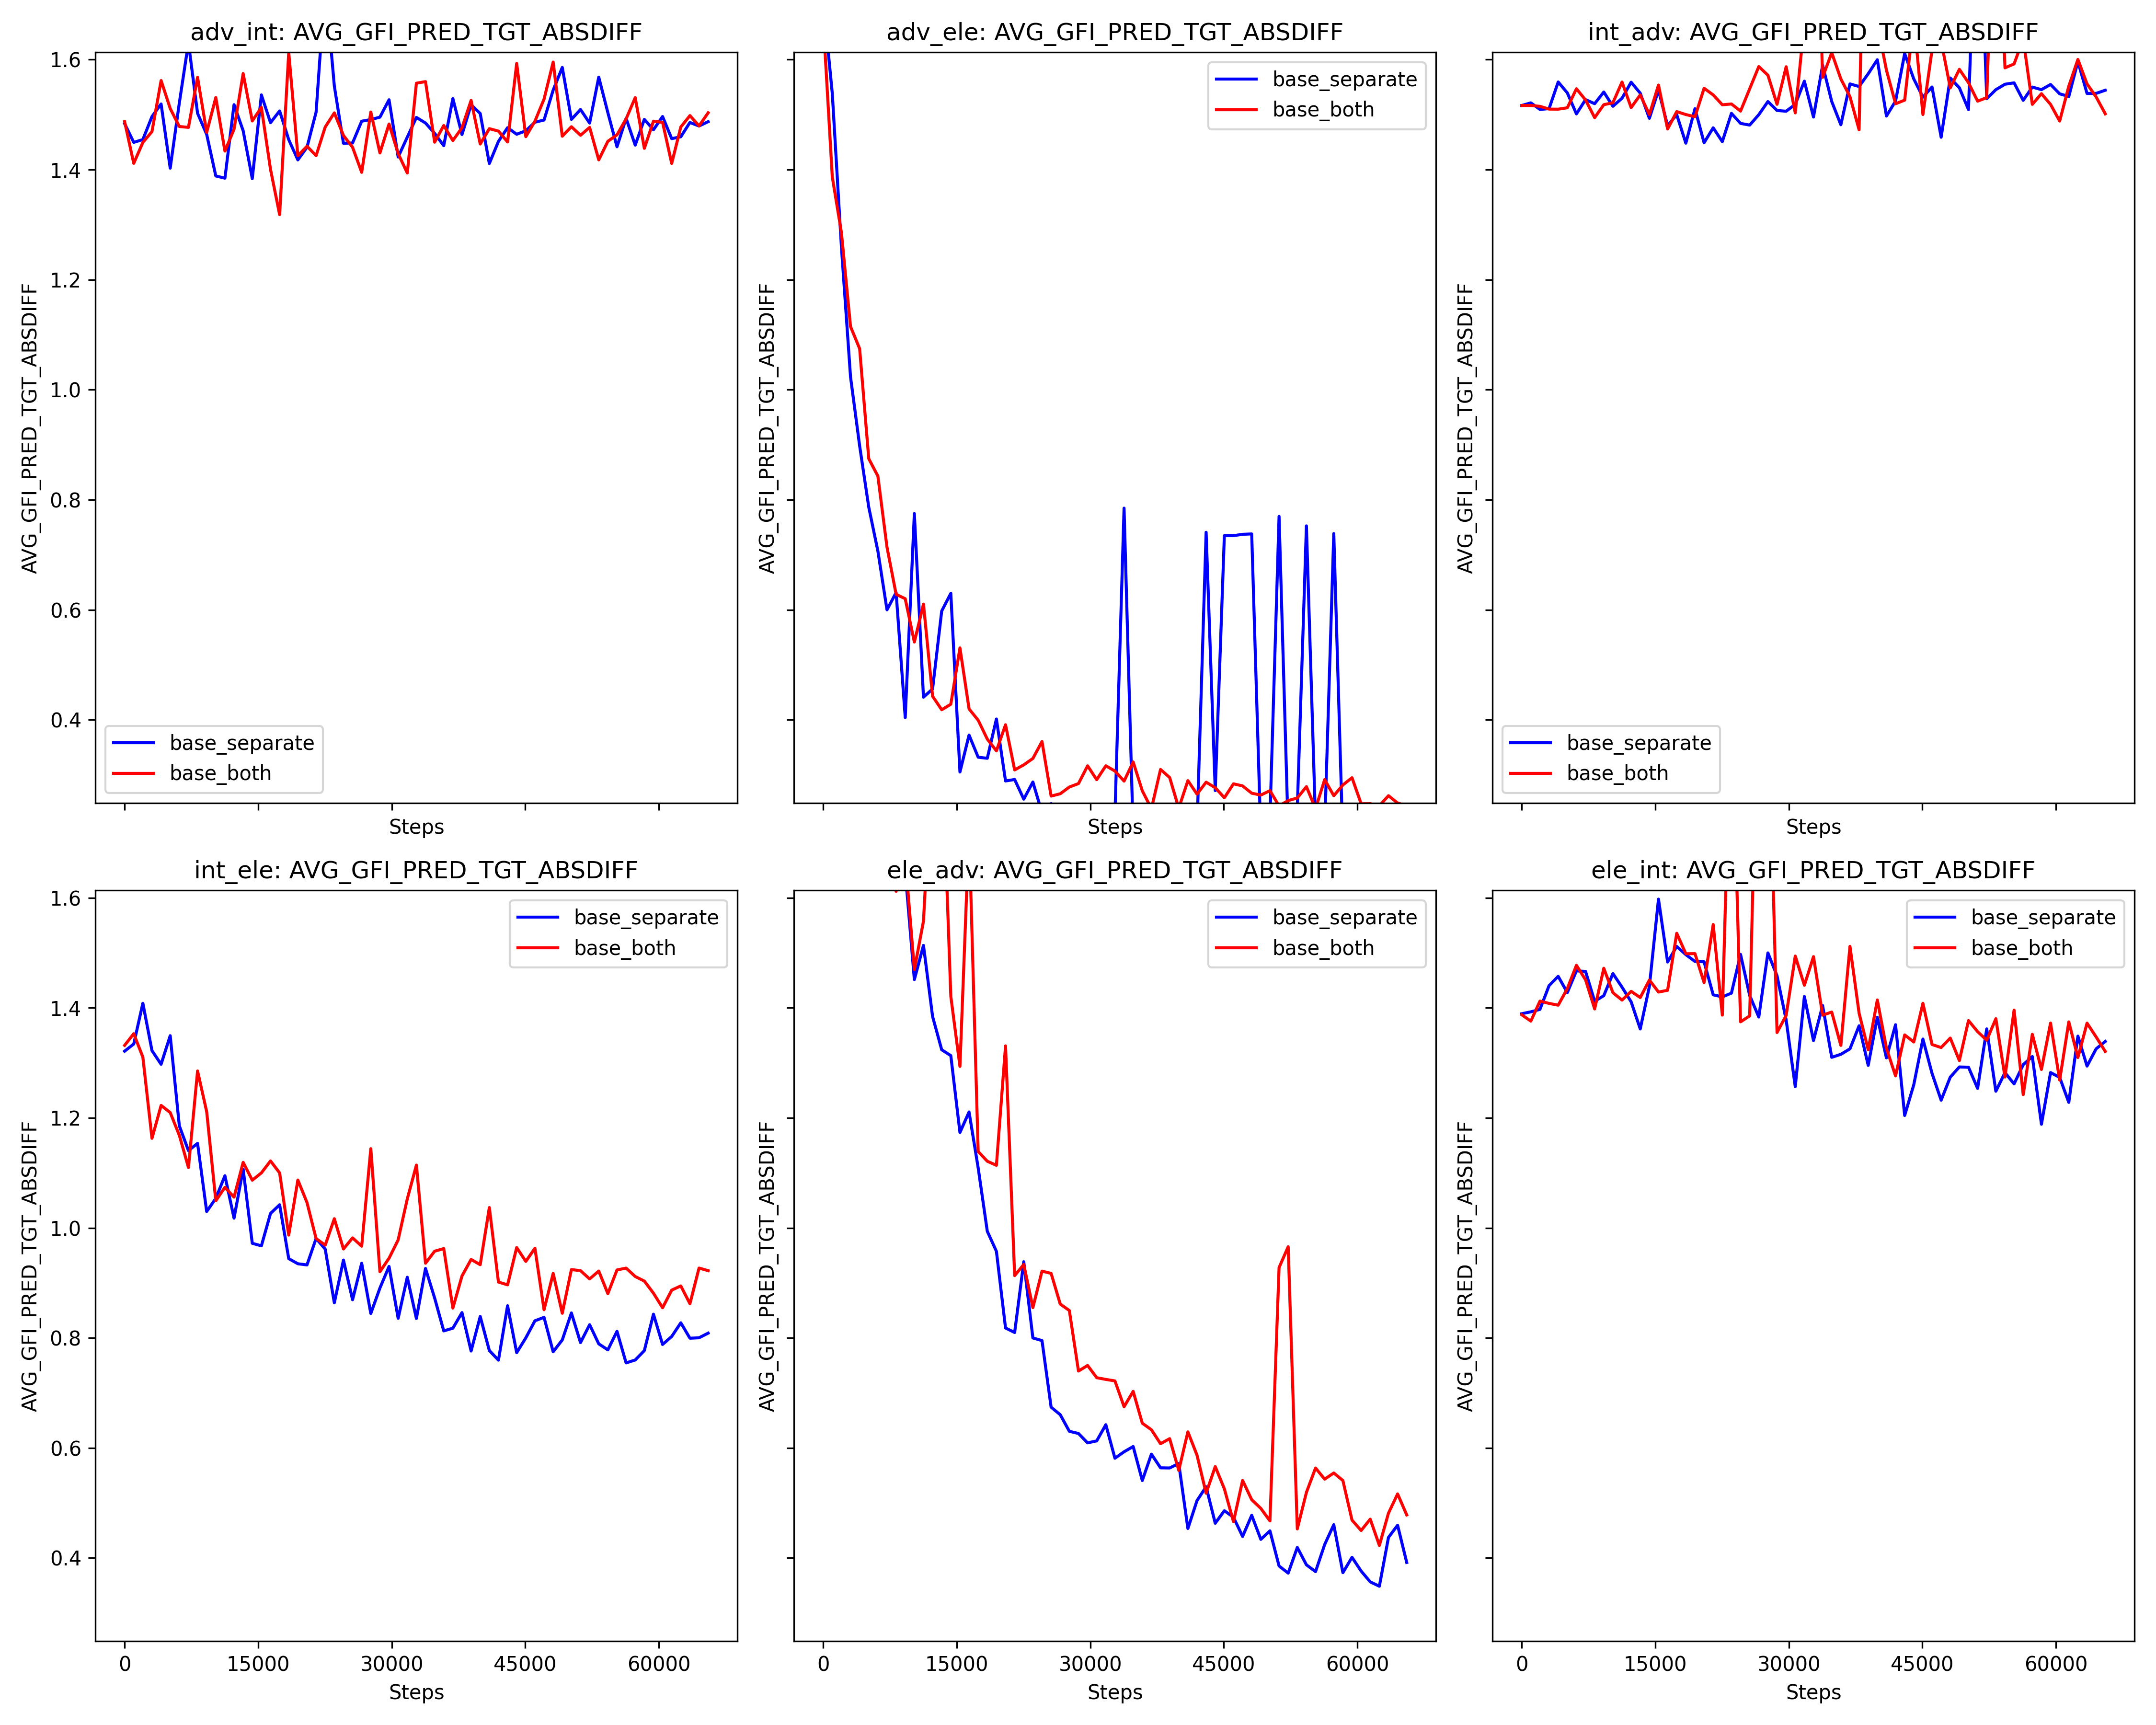 adv_int: AVG_GFI_PRED_TGT_ABSDIFF
AVG_GFI_PRED_TGT_ABSDIFF
1.6
1.4
1.2
1.0
0.8
0.6
0.4
base_separate
base_both
Steps
adv_ele: AVG_GFI_PRED_TGT_ABSDIFF
AVG_GFI_PRED_TGT_ABSDIFF
base_separate
base_both
Steps
int_adv: AVG_GFI_PRED_TGT_ABSDIFF
AVG_GFI_PRED_TGT_ABSDIFF
base_separate
base_both
Steps
int_ele: AVG_GFI_PRED_TGT_ABSDIFF
AVG_GFI_PRED_TGT_ABSDIFF
1.6
1.4
1.2
1.0
0.8
0.6
0.4
base_separate
base_both
0 15000 30000 45000 60000
Steps
ele_adv: AVG_GFI_PRED_TGT_ABSDIFF
AVG_GFI_PRED_TGT_ABSDIFF
base_separate
base_both
0 15000 30000 45000 60000
Steps
ele_int: AVG_GFI_PRED_TGT_ABSDIFF
AVG_GFI_PRED_TGT_ABSDIFF
base_separate
base_both
0 15000 30000 45000 60000
Steps